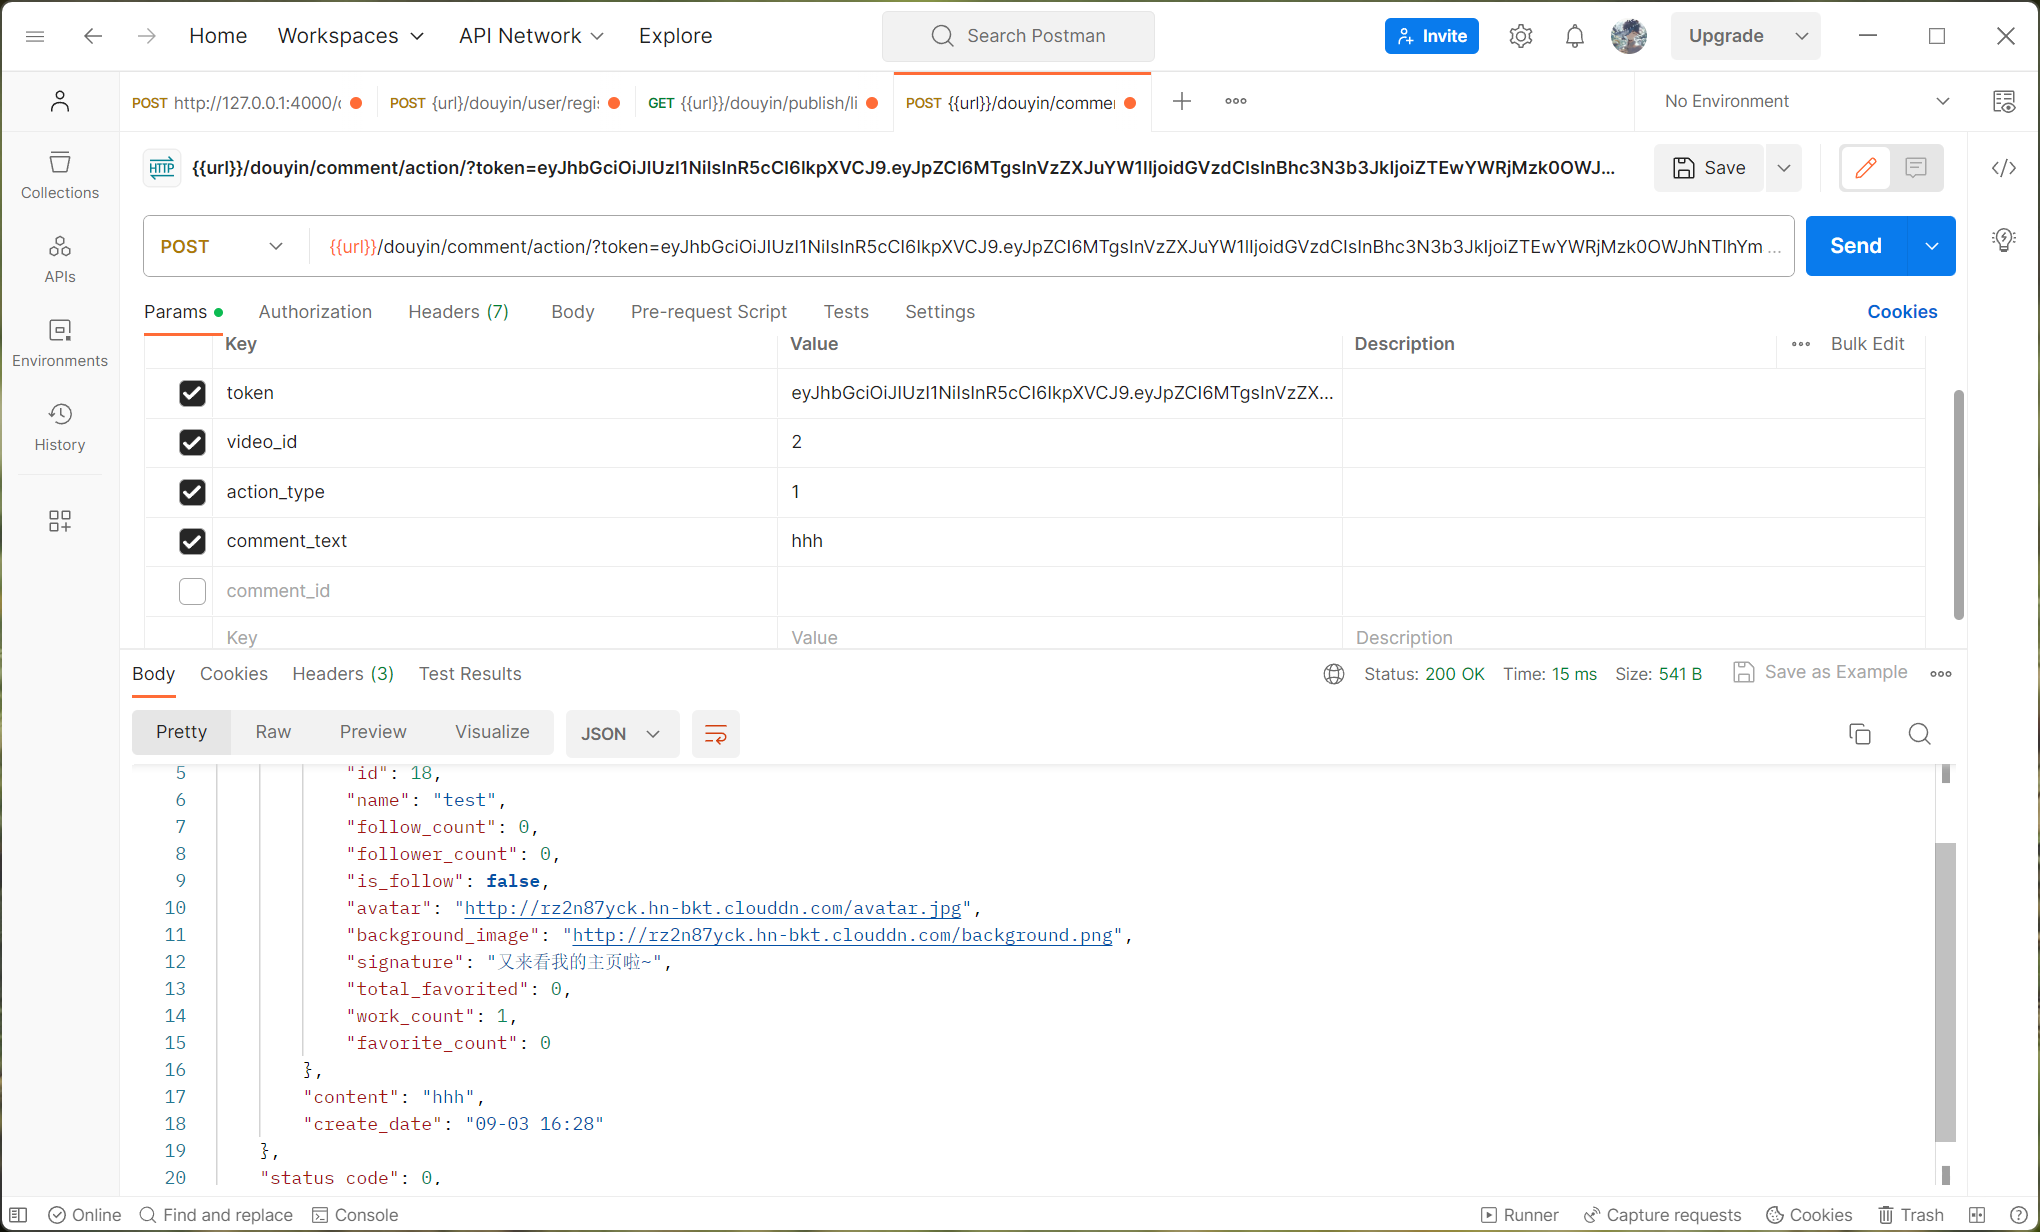 Home Workspaces API Network Explore Search Postman Invite Upgrade
POST http://127.0.0.1:4000/ POST {url}/douyin/user/regi GET {{url}}/douyin/publish/li POST {{url}}/douyin/comme No Environment
HTTP {{url}}/douyin/comment/action/?token=eyJhbGciOiJIUzI1NiIsInR5cCI6IkpXVCJ9.eyJpZCI6MTgsInVzZXJuYW1lIjoidGVzdCIsInBhc3N3b3JkIjoiZTEwYWRjMzk0OWJ... Save
POST {{url}}/douyin/comment/action/?token=eyJhbGciOiJIUzI1NiIsInR5cCI6IkpXVCJ9.eyJpZCI6MTgsInVzZXJuYW1lIjoidGVzdCIsInBhc3N3b3JkIjoiZTEwYWRjMzk0OWJhNTlhYm ... Send
Params Authorization Headers (7) Body Pre-request Script Tests Settings Cookies
Key Value Description Bulk Edit
token eyJhbGciOiJIUzI1NiIsInR5cCI6IkpXVCJ9.eyJpZCI6MTgsInVzZX...
video_id 2
action_type 1
comment_text hhh
comment_id
Key Value Description
Collections
APIs
Environments
History
Body Cookies Headers (3) Test Results Status: 200 OK Time: 15 ms Size: 541 B Save as Example
Pretty Raw Preview Visualize JSON
5 "id": 18,
6 "name": "test",
7 "follow_count": 0,
8 "follower_count": 0,
9 "is_follow": false,
10 "avatar": "http://rz2n87yck.hn-bkt.clouddn.com/avatar.jpg",
11 "background_image": "http://rz2n87yck.hn-bkt.clouddn.com/background.png",
12 "signature": "又来看我的主页啦~",
13 "total_favorited": 0,
14 "work_count": 1,
15 "favorite_count": 0
16 },
17 "content": "hhh",
18 "create_date": "09-03 16:28"
19 },
20 "status_code": 0,
Online Find and replace Console Runner Capture requests Cookies Trash